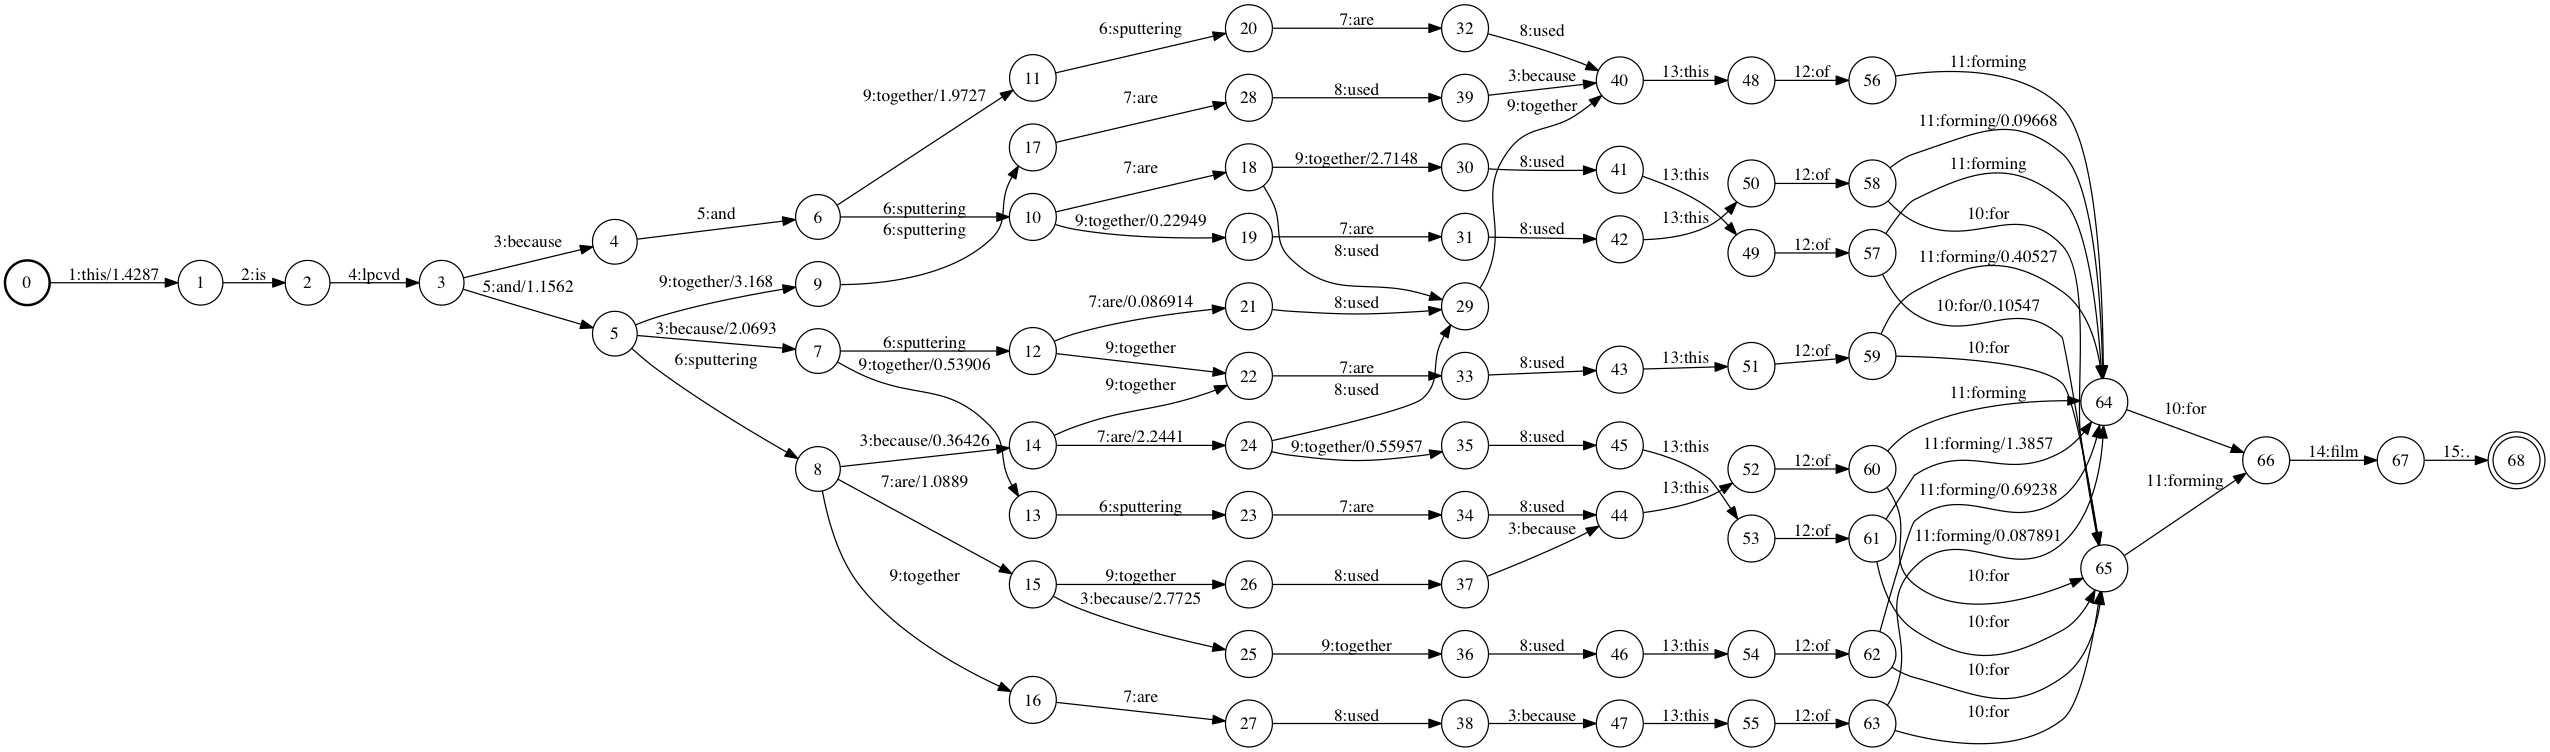 0 1:this/1.4287 1 2:is 2 4:lpcvd 3
3:because 4
5:and/1.1562 5
5:and 6
9:together/3.168 9
3:because/2.0693 7
6:sputtering 8
9:together/1.9727 11
6:sputtering 10
6:sputtering 17
6:sputtering 12
9:together/0.53906 13
3:because/0.36426 14
7:are/1.0889 15
9:together 16
6:sputtering 20
7:are 28
7:are 18
9:together/0.22949 19
7:are/0.086914 21
9:together 22
9:together
7:are/2.2441 24
6:sputtering 23
9:together 26
3:because/2.7725 25
7:are 27
7:are 32
8:used 39
9:together/2.7148 30
7:are 31
8:used
8:used 29
7:are 33
8:used
9:together/0.55957 35
7:are 34
8:used 37
9:together 36
8:used 38
8:used 40
3:because
9:together
8:used 41
8:used 42
8:used 43
8:used 45
8:used 44
3:because
8:used 46
3:because 47
13:this 48
13:this 50
13:this 49
13:this 51
13:this 52
13:this 53
13:this 54
13:this 55
12:of 56
12:of 58
12:of 57
12:of 59
12:of 60
12:of 61
12:of 62
12:of 63
11:forming
11:forming/0.09668
11:forming
10:for
11:forming/0.40527
10:for/0.10547
10:for
11:forming 64
11:forming/1.3857
11:forming/0.69238
11:forming/0.087891
10:for 65
10:for
10:for
10:for
10:for 66
11:forming
14:film 67
15:. 68